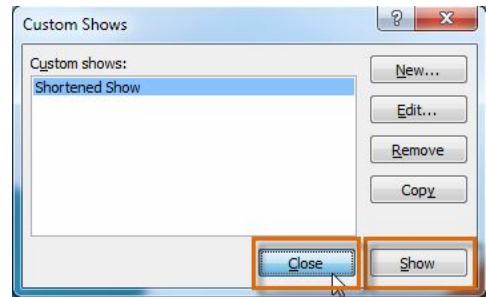 Custom Shows
Custom shows:
Shortened Show
New...
Edit...
Remove
Copy
Close
Show